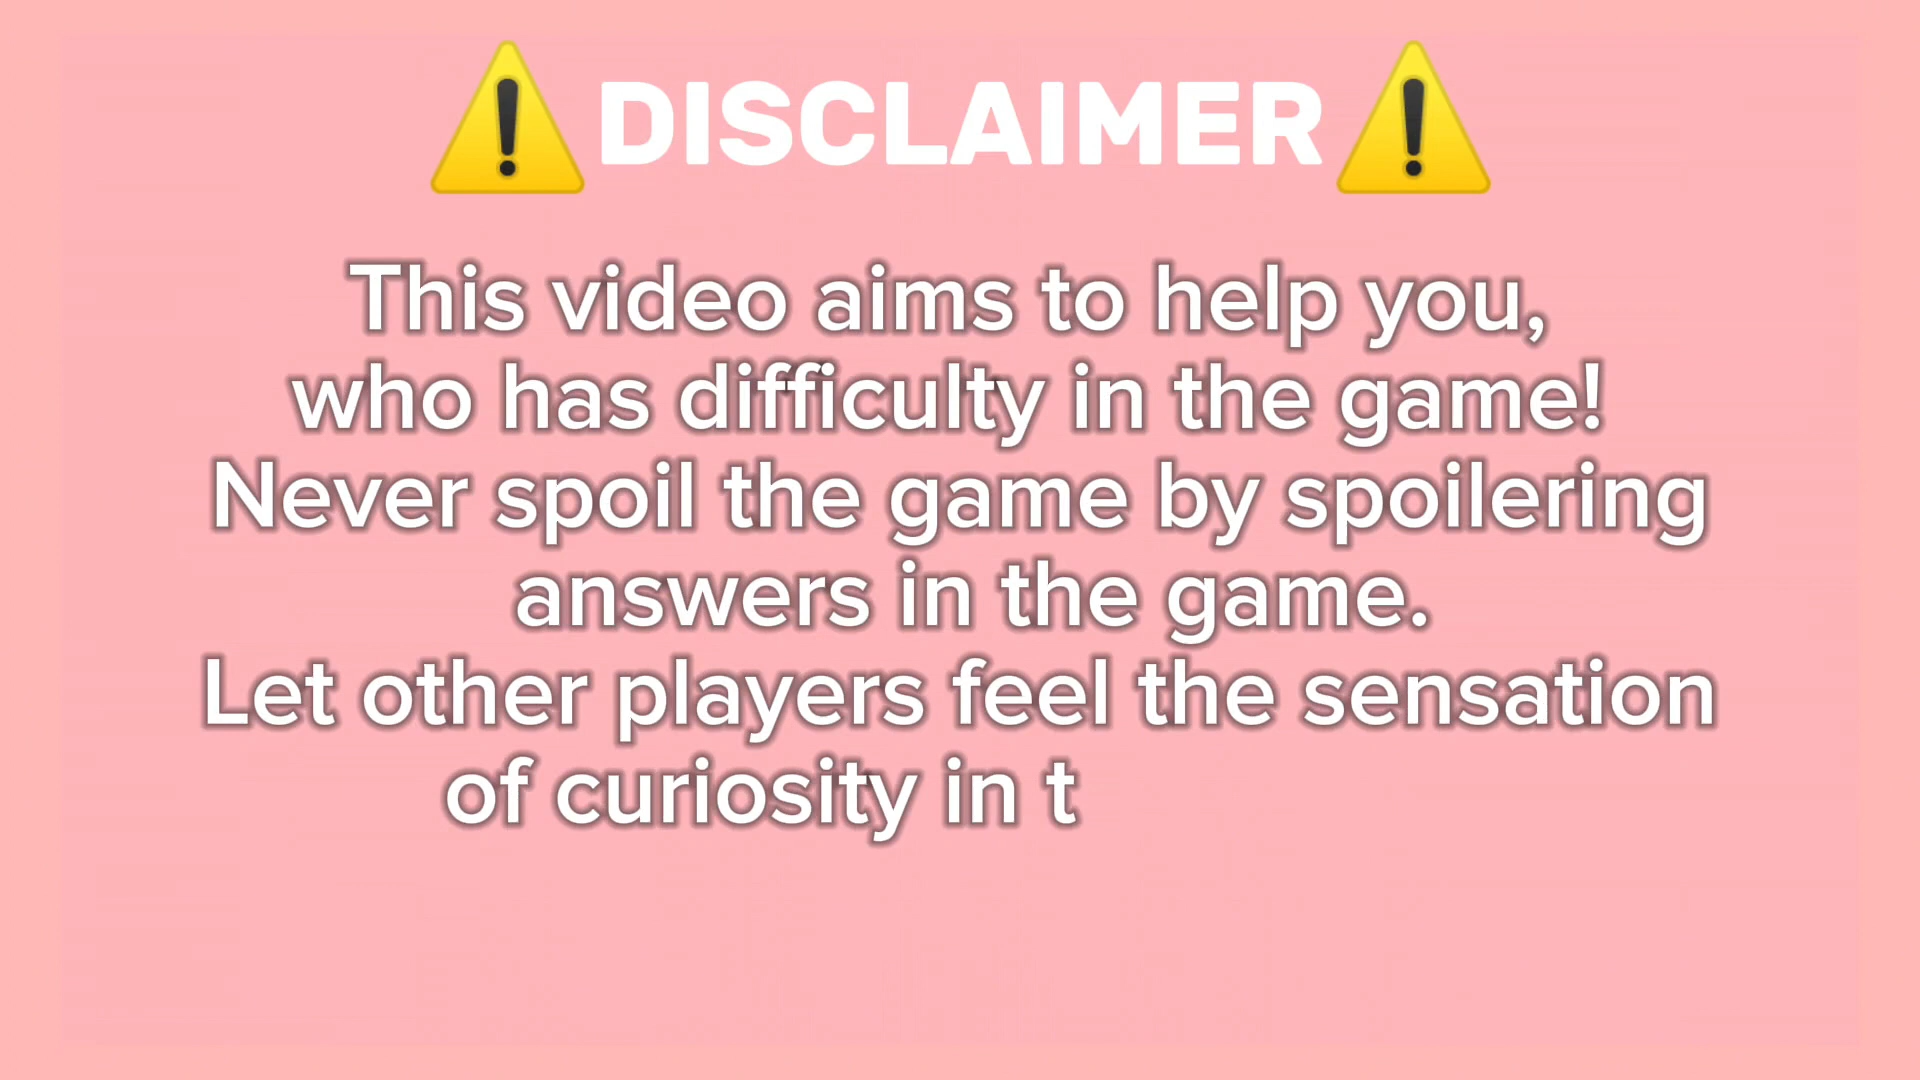 ⚠️DISCLAIMER⚠️
This video aims to help you,
who has difficulty in the game!
Never spoil the game by spoilering
answers in the game.
Let other players feel the sensation
of curiosity in t